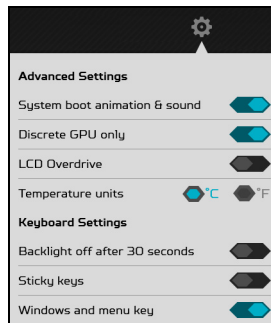 Advanced Settings
System boot animation & sound
Discrete GPU only
LCD Overdrive
Temperature units °C °F
Keyboard Settings
Backlight off after 30 seconds
Sticky keys
Windows and menu key